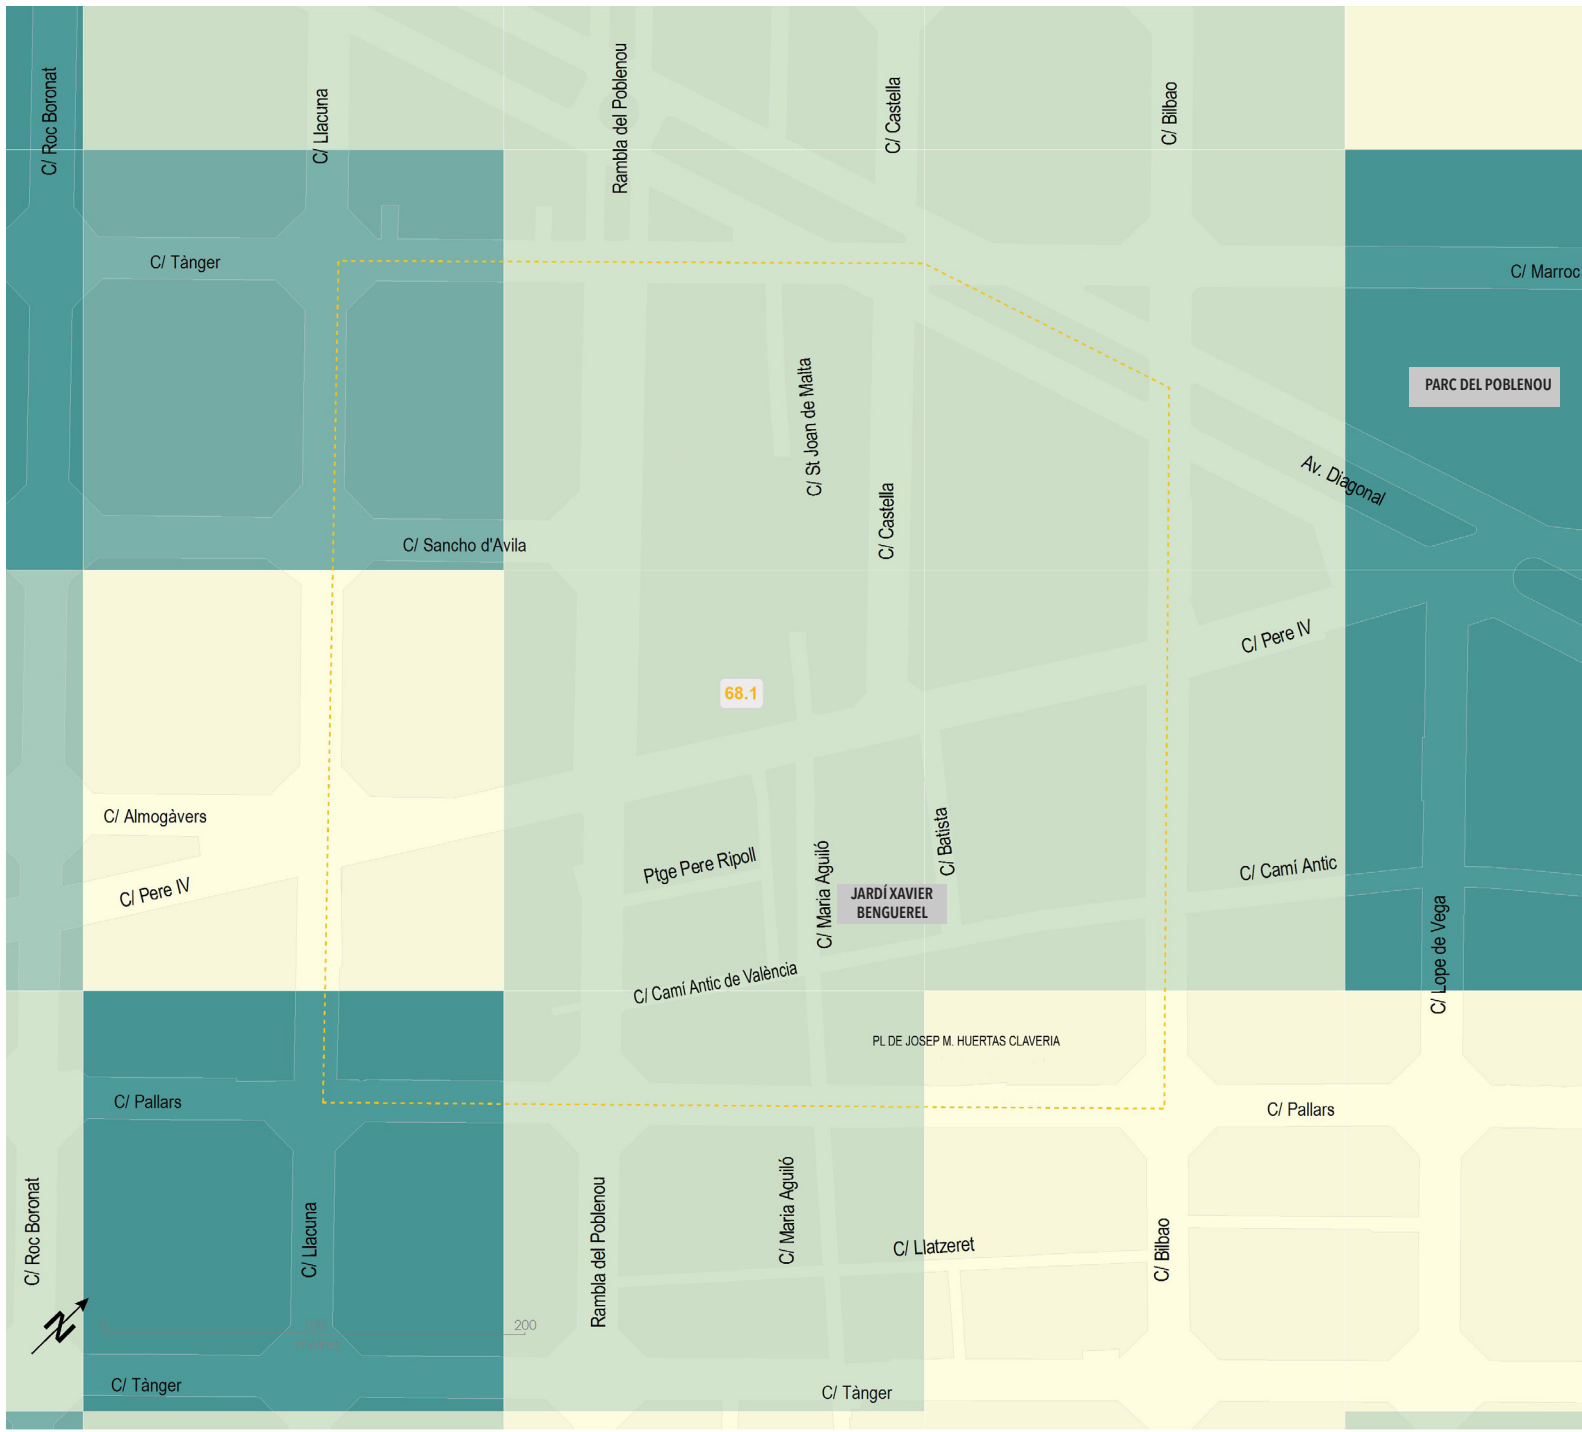 C/ Roc Boronat
C/ Llacuna
Rambla del Poblenou
C/ Castella
C/ Bilbao
C/ Tànger
C/ Marroc
PARC DEL POBLENOU
C/ St Joan de Malta
Av. Diagonal
C/ Castella
C/ Sancho d'Avila
C/ Pere IV
68.1
C/ Almogàvers
C/ Pere IV
Ptge Pere Ripoll
C/ Maria Aguiló
C/ Batista
C/ Camí Antic
JARDÍ XAVIER
BENGUEREL
C/ Lope de Vega
C/ Camí Antic de València
PL DE JOSEP M. HUERTAS CLAVERIA
C/ Pallars
C/ Pallars
C/ Roc Boronat
C/ Llacuna
Rambla del Poblenou
C/ Maria Aguiló
C/ Llatzeret
C/ Bilbao
N
200
C/ Tànger
C/ Tànger